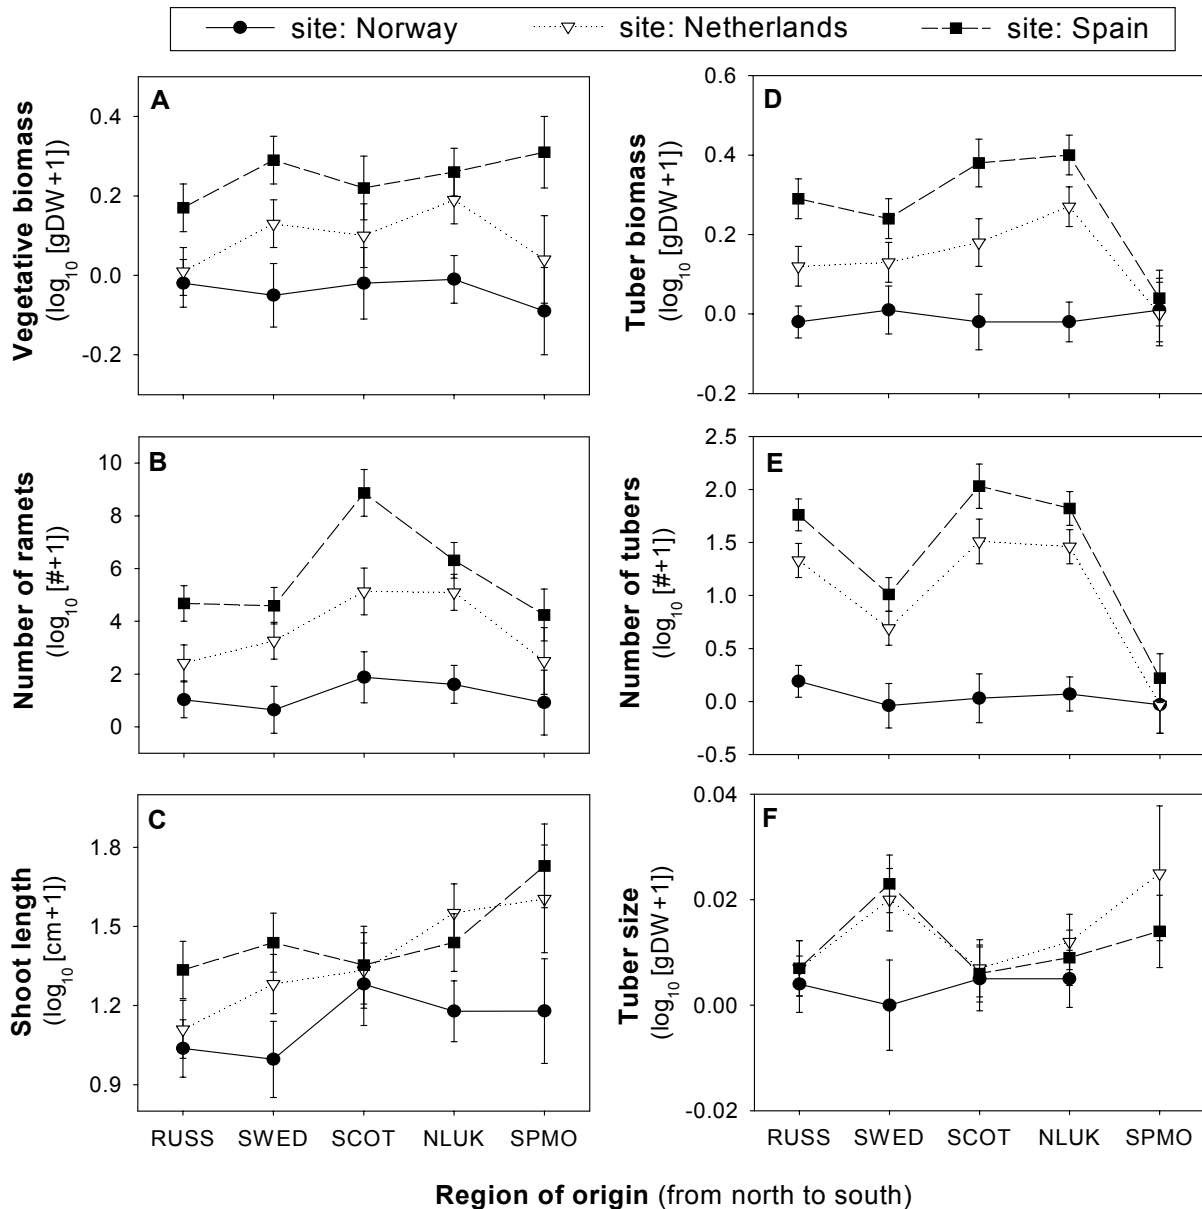 site: Norway site: Netherlands site: Spain
A
Vegetative biomass
(log10 [gDW+1])
0.4
0.2
0.0
-0.2
D
Tuber biomass
(log10 [gDW+1])
0.6
0.4
0.2
0.0
-0.2
B
Number of ramets
(log10 [#+1])
10
8
6
4
2
0
E
Number of tubers
(log10 [#+1])
2.5
2.0
1.5
1.0
0.5
0.0
-0.5
C
Shoot length
(log10 [cm+1])
1.8
1.5
1.2
0.9
F
Tuber size
(log10 [gDW+1])
0.04
0.02
0.00
-0.02
RUSS SWED SCOT NLUK SPMO
RUSS SWED SCOT NLUK SPMO
Region of origin (from north to south)